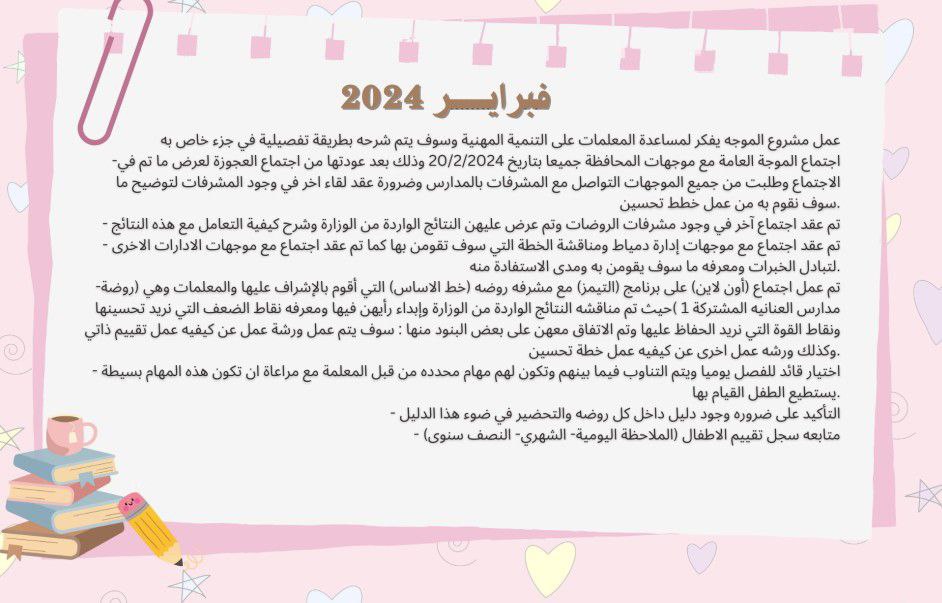 فبرايـــر 2024
عمل مشروع الموجه يفكر لمساعدة المعلمات على التنمية المهنية وسوف يتم شرحه بطريقة تفصيلية في جزء خاص به
اجتماع الموجة العامة مع موجهات المحافظة جميعا بتاريخ 20/2/2024 وذلك بعد عودتها من اجتماع العجوزة لعرض ما تم في-
الاجتماع وطلبت من جميع الموجهات التواصل مع المشرفات بالمدارس وضرورة عقد لقاء اخر في وجود المشرفات لتوضيح ما
.سوف نقوم به من عمل خطط تحسين
تم عقد اجتماع آخر في وجود مشرفات الروضات وتم عرض عليهن النتائج الواردة من الوزارة وشرح كيفية التعامل مع هذه النتائج -
تم عقد اجتماع مع موجهات إدارة دمياط ومناقشة الخطة التي سوف تقومن بها كما تم عقد اجتماع مع موجهات الادارات الاخرى -
.لتبادل الخبرات ومعرفه ما سوف يقومن به ومدى الاستفادة منه
تم عمل اجتماع (أون لاين) على برنامج (التيمز) مع مشرفه روضه (خط الاساس) التي أقوم بالإشراف عليها والمعلمات وهي (روضة-
مدارس العنانيه المشتركة 1 )حيث تم مناقشه النتائج الواردة من الوزارة وإبداء رأيهن فيها ومعرفه نقاط الضعف التي نريد تحسينها
ونقاط القوة التي نريد الحفاظ عليها وتم الاتفاق معهن على بعض البنود منها : سوف يتم عمل ورشة عمل عن كيفيه عمل تقييم ذاتي
.وكذلك ورشه عمل اخرى عن كيفيه عمل خطة تحسين
اختيار قائد للفصل يوميا ويتم التناوب فيما بينهم وتكون لهم مهام محدده من قبل المعلمة مع مراعاة ان تكون هذه المهام بسيطة -
.يستطيع الطفل القيام بها
التأكيد على ضروره وجود دليل داخل كل روضه والتحضير في ضوء هذا الدليل -
متابعه سجل تقييم الاطفال (الملاحظة اليومية- الشهري- النصف سنوى) -